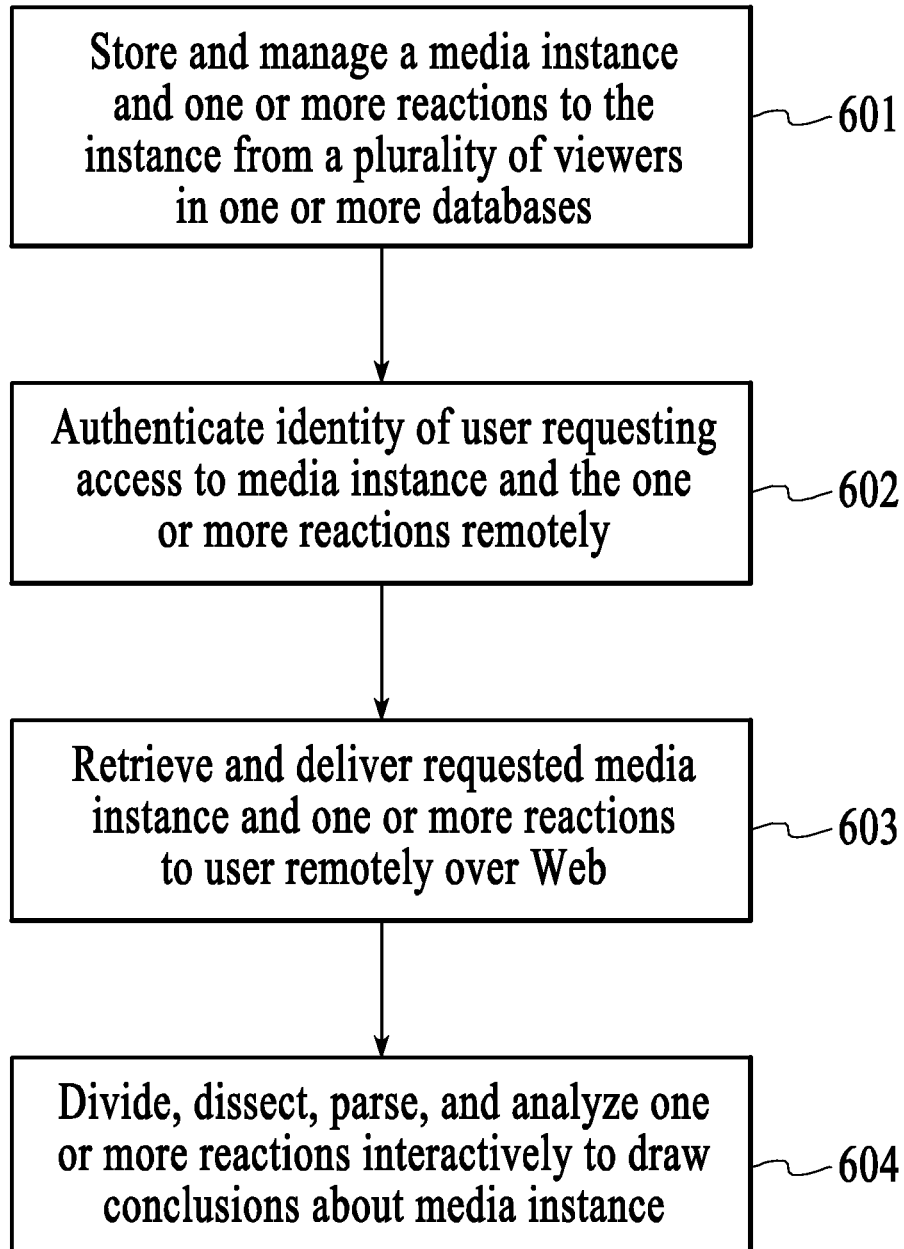 Store and manage a media instance
and one or more reactions to the
instance from a plurality of viewers
in one or more databases
601
Authenticate identity of user requesting
access to media instance and the one
or more reactions remotely
602
Retrieve and deliver requested media
instance and one or more reactions
to user remotely over Web
603
Divide, dissect, parse, and analyze one
or more reactions interactively to draw
conclusions about media instance
604